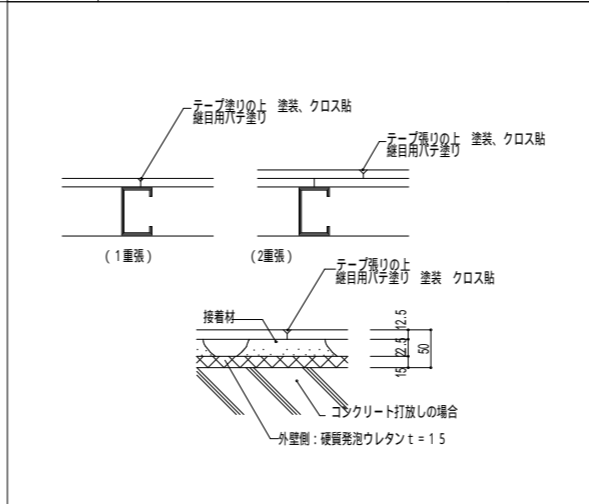 テープ塗りの上　塗装、クロス貼
継目用パテ塗り
テープ張りの上　塗装、クロス貼
継目用パテ塗り
(１重張)
(2重張)
テープ張りの上
継目用パテ塗り　塗装　クロス貼
接着材
12.5
22.5
50
15
コンクリート打放しの場合
外壁側：硬質発泡ウレタンｔ＝１５